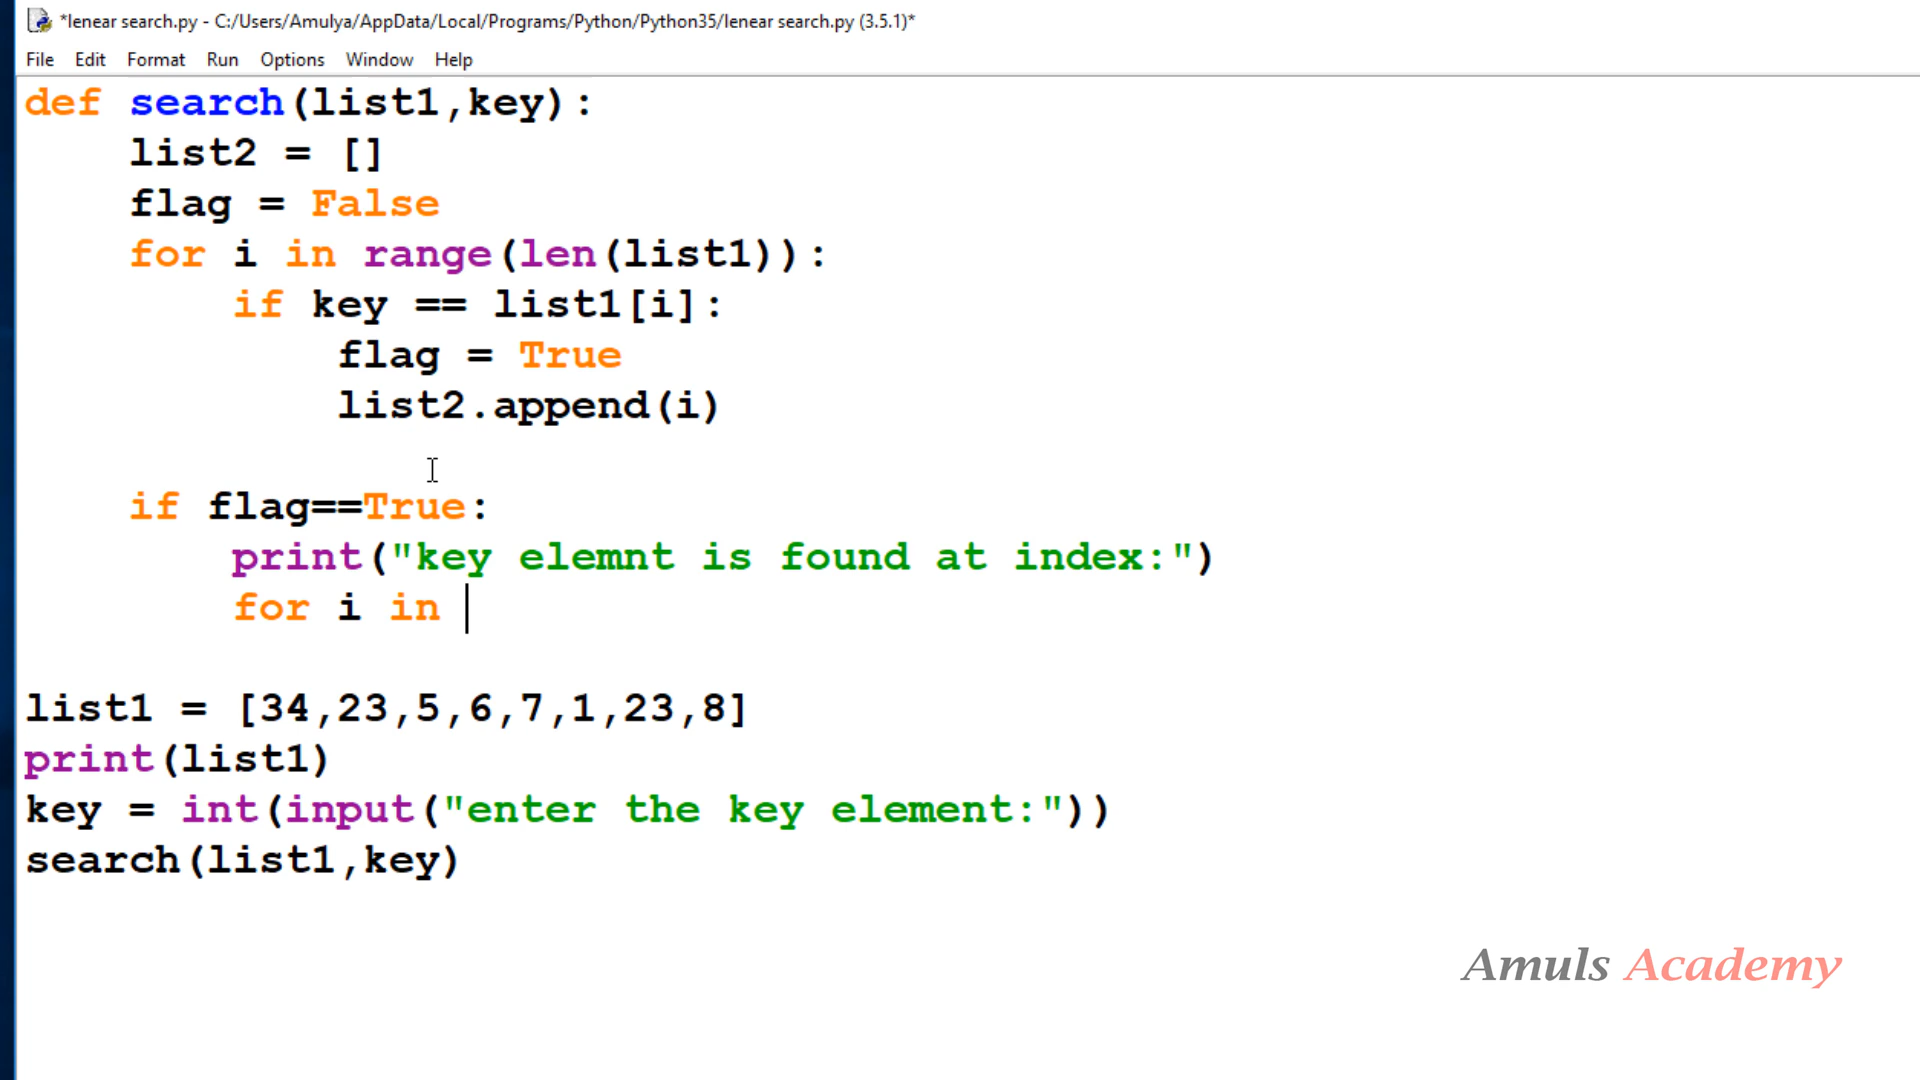 *lenear search.py - C:/Users/Amulya/AppData/Local/Programs/Python/Python35/lenear search.py (3.5.1)*
File Edit Format Run Options Window Help
def search(list1,key):
    list2 = []
    flag = False
    for i in range(len(list1)):
        if key == list1[i]:
            flag = True
            list2.append(i)
    if flag==True:
        print("key elemnt is found at index:")
        for i in
list1 = [34,23,5,6,7,1,23,8]
print(list1)
key = int(input("enter the key element:"))
search(list1,key)
Amuls Academy